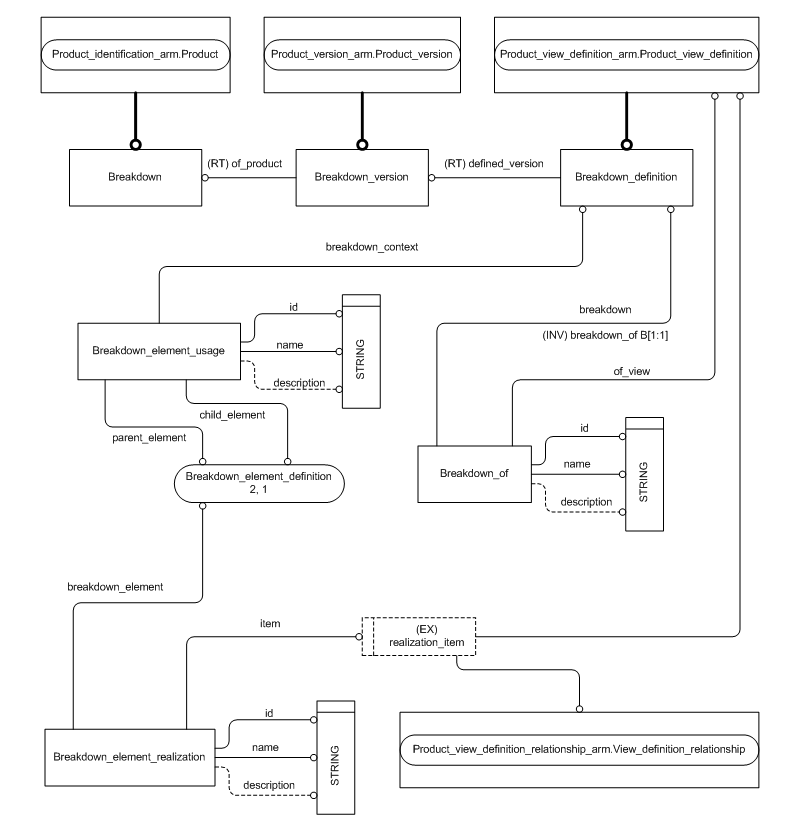 Product_identification_arm.Product
Product_version_arm.Product_version
Product_view_definition_arm.Product_view_definition
Breakdown
(RT) of_product
Breakdown_version
(RT) defined_version
Breakdown_definition
breakdown_context
breakdown
(INV) breakdown_of B[1:1]
of_view
Breakdown_element_usage
id
name
description
STRING
child_element
parent_element
Breakdown_element_definition
2, 1
Breakdown_of
id
name
description
STRING
breakdown_element
item
(EX)
realization_item
Breakdown_element_realization
id
name
description
STRING
Product_view_definition_relationship_arm.View_definition_relationship